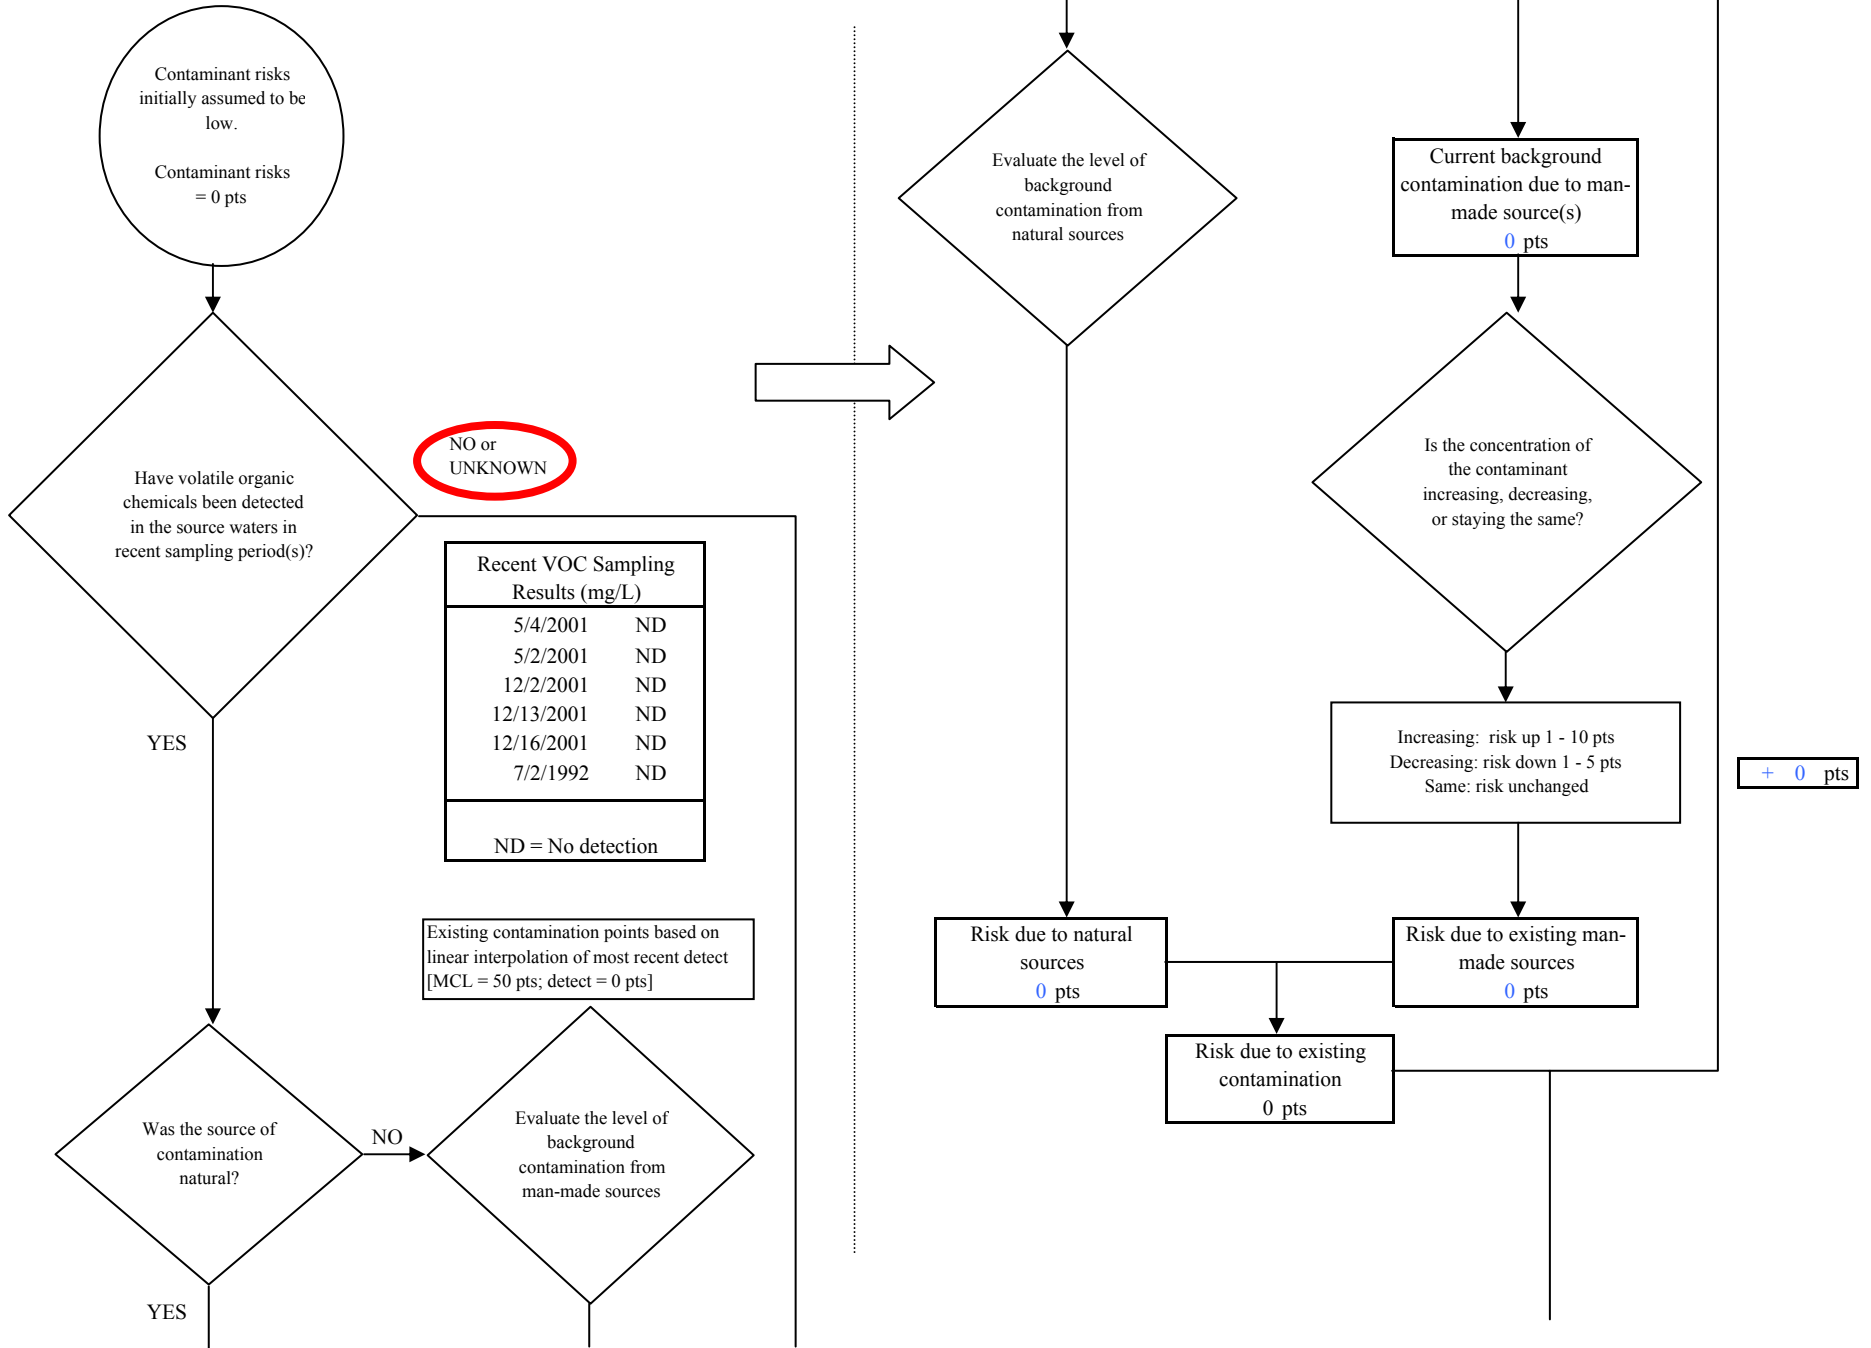 Contaminant risks
initially assumed to be
low.
Contaminant risks
= 0 pts
Have volatile organic
chemicals been detected
in the source waters in
recent sampling period(s)?
NO or
UNKNOWN
Recent VOC Sampling
Results (mg/L)
5/4/2001 ND
5/2/2001 ND
12/2/2001 ND
12/13/2001 ND
12/16/2001 ND
7/2/1992 ND
ND = No detection
YES
Existing contamination points based on
linear interpolation of most recent detect
[MCL = 50 pts; detect = 0 pts]
Was the source of
contamination
natural?
NO
Evaluate the level of
background
contamination from
man-made sources
YES
Evaluate the level of
background
contamination from
natural sources
Current background
contamination due to man-
made source(s)
0 pts
Is the concentration of
the contaminant
increasing, decreasing,
or staying the same?
Increasing: risk up 1 - 10 pts
Decreasing: risk down 1 - 5 pts
Same: risk unchanged
+ 0 pts
Risk due to natural
sources
0 pts
Risk due to existing man-
made sources
0 pts
Risk due to existing
contamination
0 pts